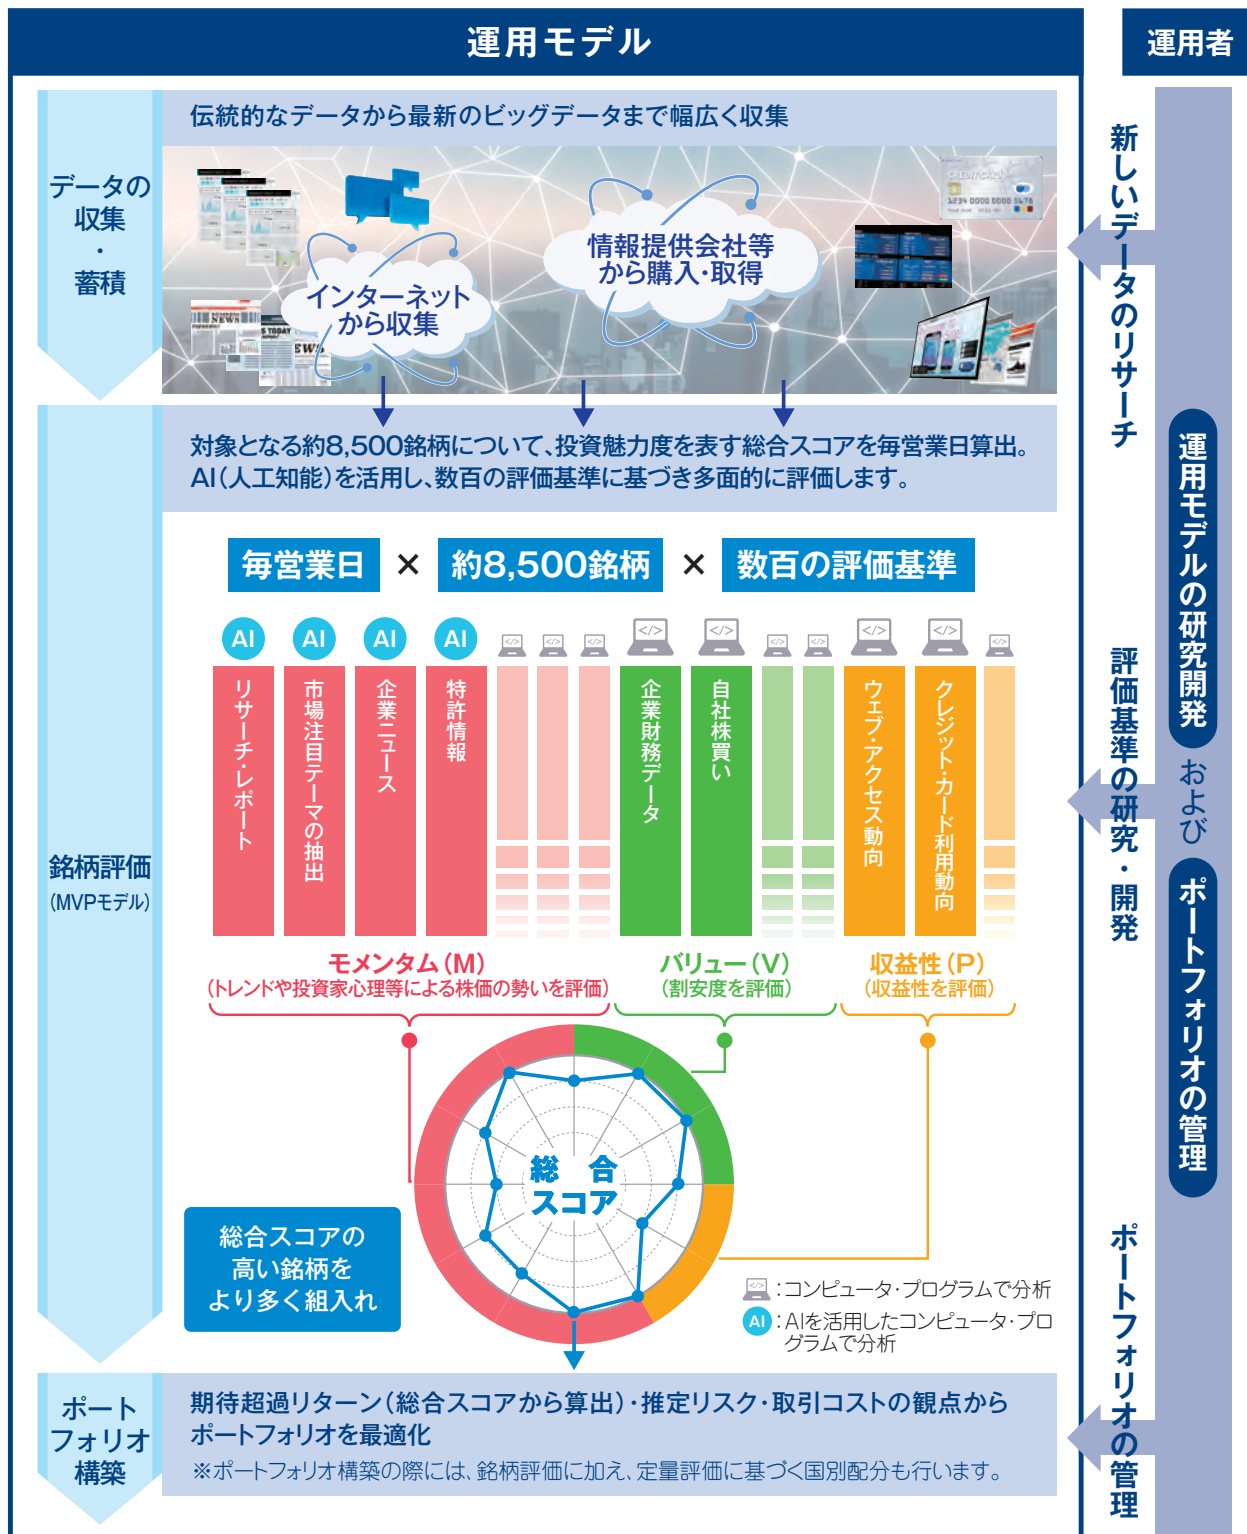 運用モデル
運用者
データの
収集
・
蓄積
伝統的なデータから最新のビッグデータまで幅広く収集
インターネット
から収集
情報提供会社等
から購入・取得
CREDIT CARD
1234 0000 0000 5678
NEWS
新しいデータのリサーチ
銘柄評価
(MVPモデル)
対象となる約8,500銘柄について、投資魅力度を表す総合スコアを毎営業日算出。
AI(人工知能)を活用し、数百の評価基準に基づき多面的に評価します。
毎営業日 × 約8,500銘柄 × 数百の評価基準
AI
AI
AI
AI
リサーチ・レポート
市場注目テーマの抽出
企業ニュース
特許情報
企業財務データ
自社株買い
ウェブ・アクセス動向
クレジット・カード利用動向
モメンタム(M)
(トレンドや投資家心理等による株価の勢いを評価)
バリュー(V)
(割安度を評価)
収益性(P)
(収益性を評価)
総 合
スコア
総合スコアの
高い銘柄を
より多く組入れ
</>:コンピュータ・プログラムで分析
AI:AIを活用したコンピュータ・プロ
グラムで分析
評価基準の研究・開発
運用モデルの研究開発
および
ポートフォリオの管理
ポート
フォリオ
構築
期待超過リターン(総合スコアから算出)・推定リスク・取引コストの観点から
ポートフォリオを最適化
※ポートフォリオ構築の際には、銘柄評価に加え、定量評価に基づく国別配分も行います。
ポートフォリオの管理